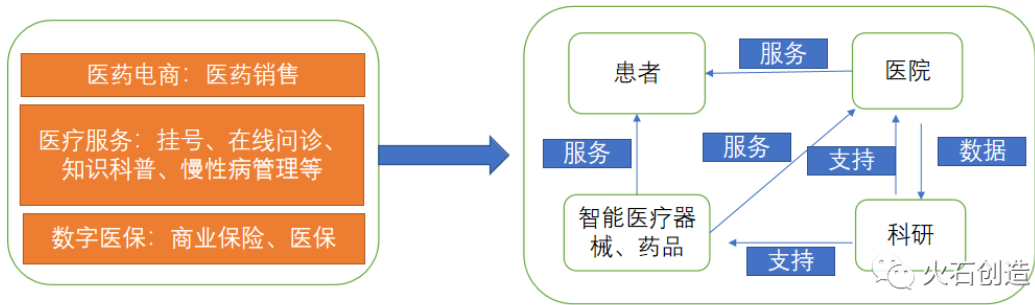 医药电商：医药销售
医疗服务：挂号、在线问诊、
知识科普、慢性病管理等
数字医保：商业保险、医保
患者
服务
医院
服务
服务
支持
数据
智能医疗器
械、药品
支持
科研
火石创造